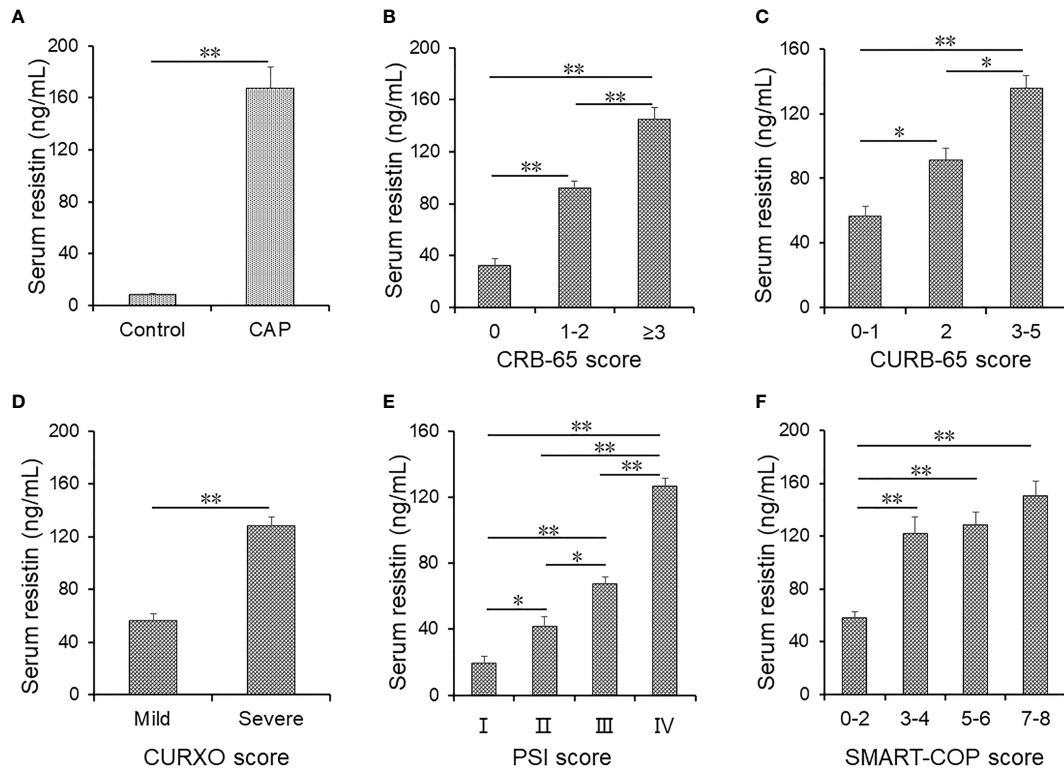 A
Serum resistin (ng/mL)
200
160
120
80
40
0
**
Control CAP
B
Serum resistin (ng/mL)
200
160
120
80
40
0
**
**
**
0 1-2 ≥3
CRB-65 score
C
Serum resistin (ng/mL)
160
120
80
40
0
**
*
*
0-1 2 3-5
CURB-65 score
D
Serum resistin (ng/mL)
200
160
120
80
40
0
**
Mild Severe
CURXO score
E
Serum resistin (ng/mL)
160
120
80
40
0
**
**
**
**
*
*
I II III IV
PSI score
F
Serum resistin (ng/mL)
200
160
120
80
40
0
**
**
**
0-2 3-4 5-6 7-8
SMART-COP score